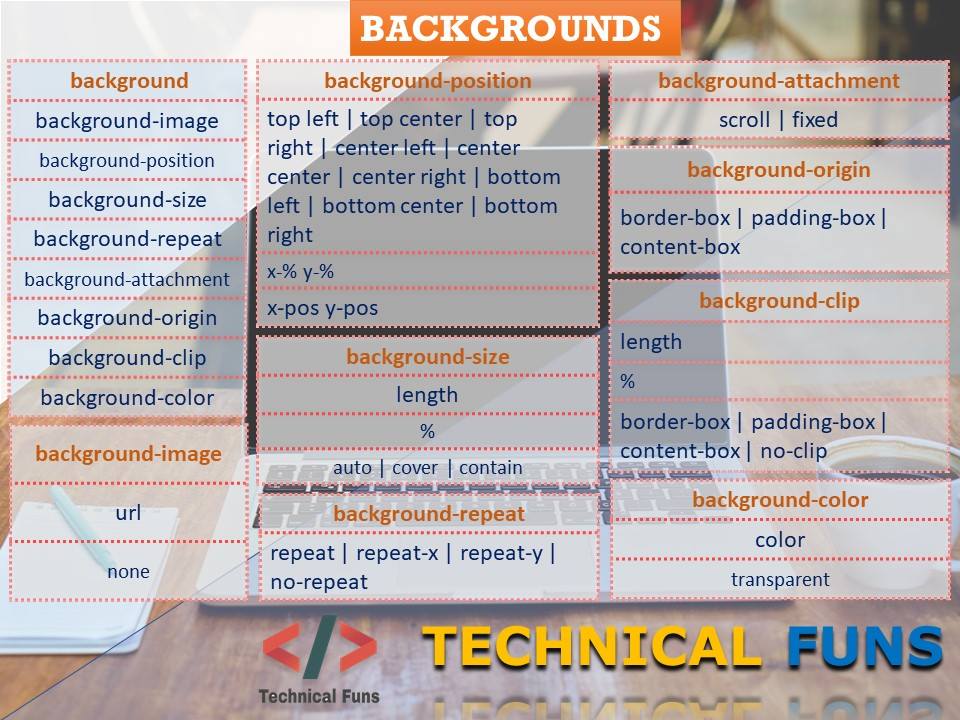 BACKGROUNDS
background
background-image
background-position
background-size
background-repeat
background-attachment
background-origin
background-clip
background-color
background-image
url
none
background-position
top left | top center | top
right | center left | center
center | center right | bottom
left | bottom center | bottom
right
x-% y-%
x-pos y-pos
background-size
length
%
auto | cover | contain
background-repeat
repeat | repeat-x | repeat-y |
no-repeat
background-attachment
scroll | fixed
background-origin
border-box | padding-box |
content-box
background-clip
length
%
border-box | padding-box |
content-box | no-clip
background-color
color
transparent
</>
Technical Funs
TECHNICAL FUNS